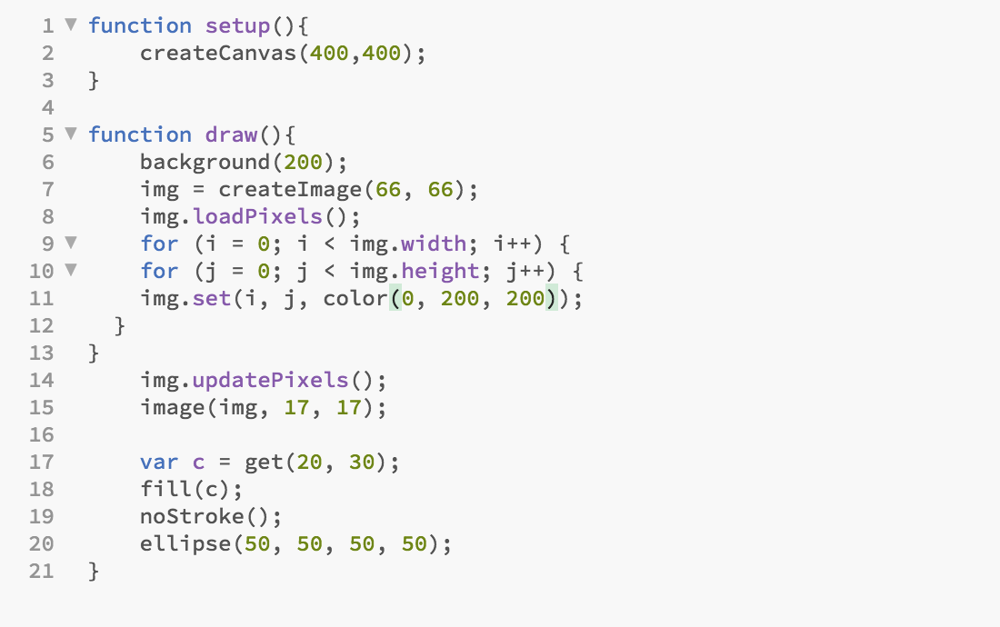 1 ▼ function setup(){
2     createCanvas(400,400);
3 }
4
5 ▼ function draw(){
6     background(200);
7     img = createImage(66, 66);
8     img.loadPixels();
9 ▼     for (i = 0; i < img.width; i++) {
10 ▼     for (j = 0; j < img.height; j++) {
11     img.set(i, j, color(0, 200, 200));
12   }
13 }
14     img.updatePixels();
15     image(img, 17, 17);
16
17     var c = get(20, 30);
18     fill(c);
19     noStroke();
20     ellipse(50, 50, 50, 50);
21 }